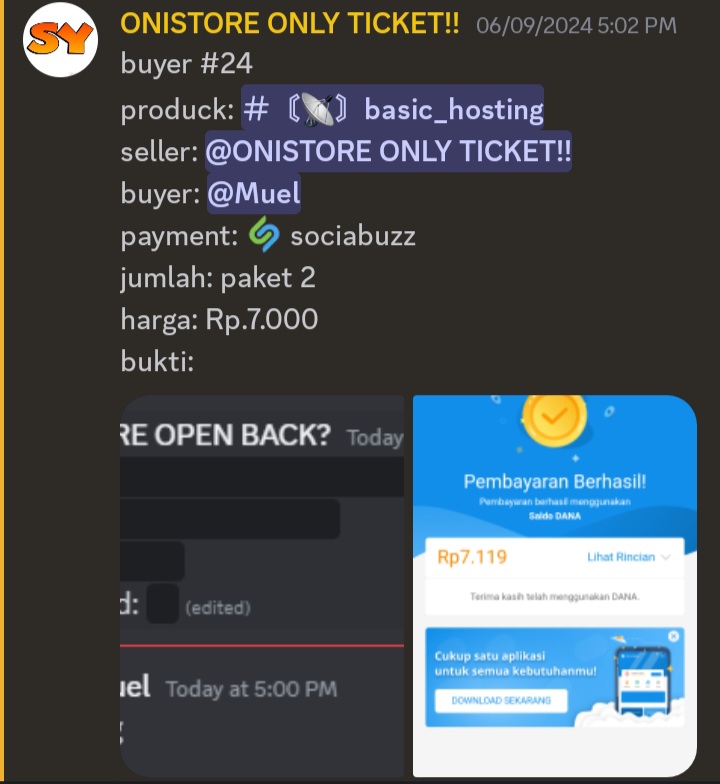 SY
ONISTORE ONLY TICKET!! 06/09/2024 5:02 PM
buyer #24
produck: # 〘📡〙basic_hosting
seller: @ONISTORE ONLY TICKET!!
buyer: @Muel
payment: sociabuzz
jumlah: paket 2
harga: Rp.7.000
bukti:
RE OPEN BACK? Today
d: (edited)
uel Today at 5:00 PM
Pembayaran Berhasil!
Pembayaran berhasil menggunakan
Saldo DANA
Rp7.119 Lihat Rincian
Terima kasih telah menggunakan DANA.
Cukup satu aplikasi
untuk semua kebutuhanmu!
DOWNLOAD SEKARANG